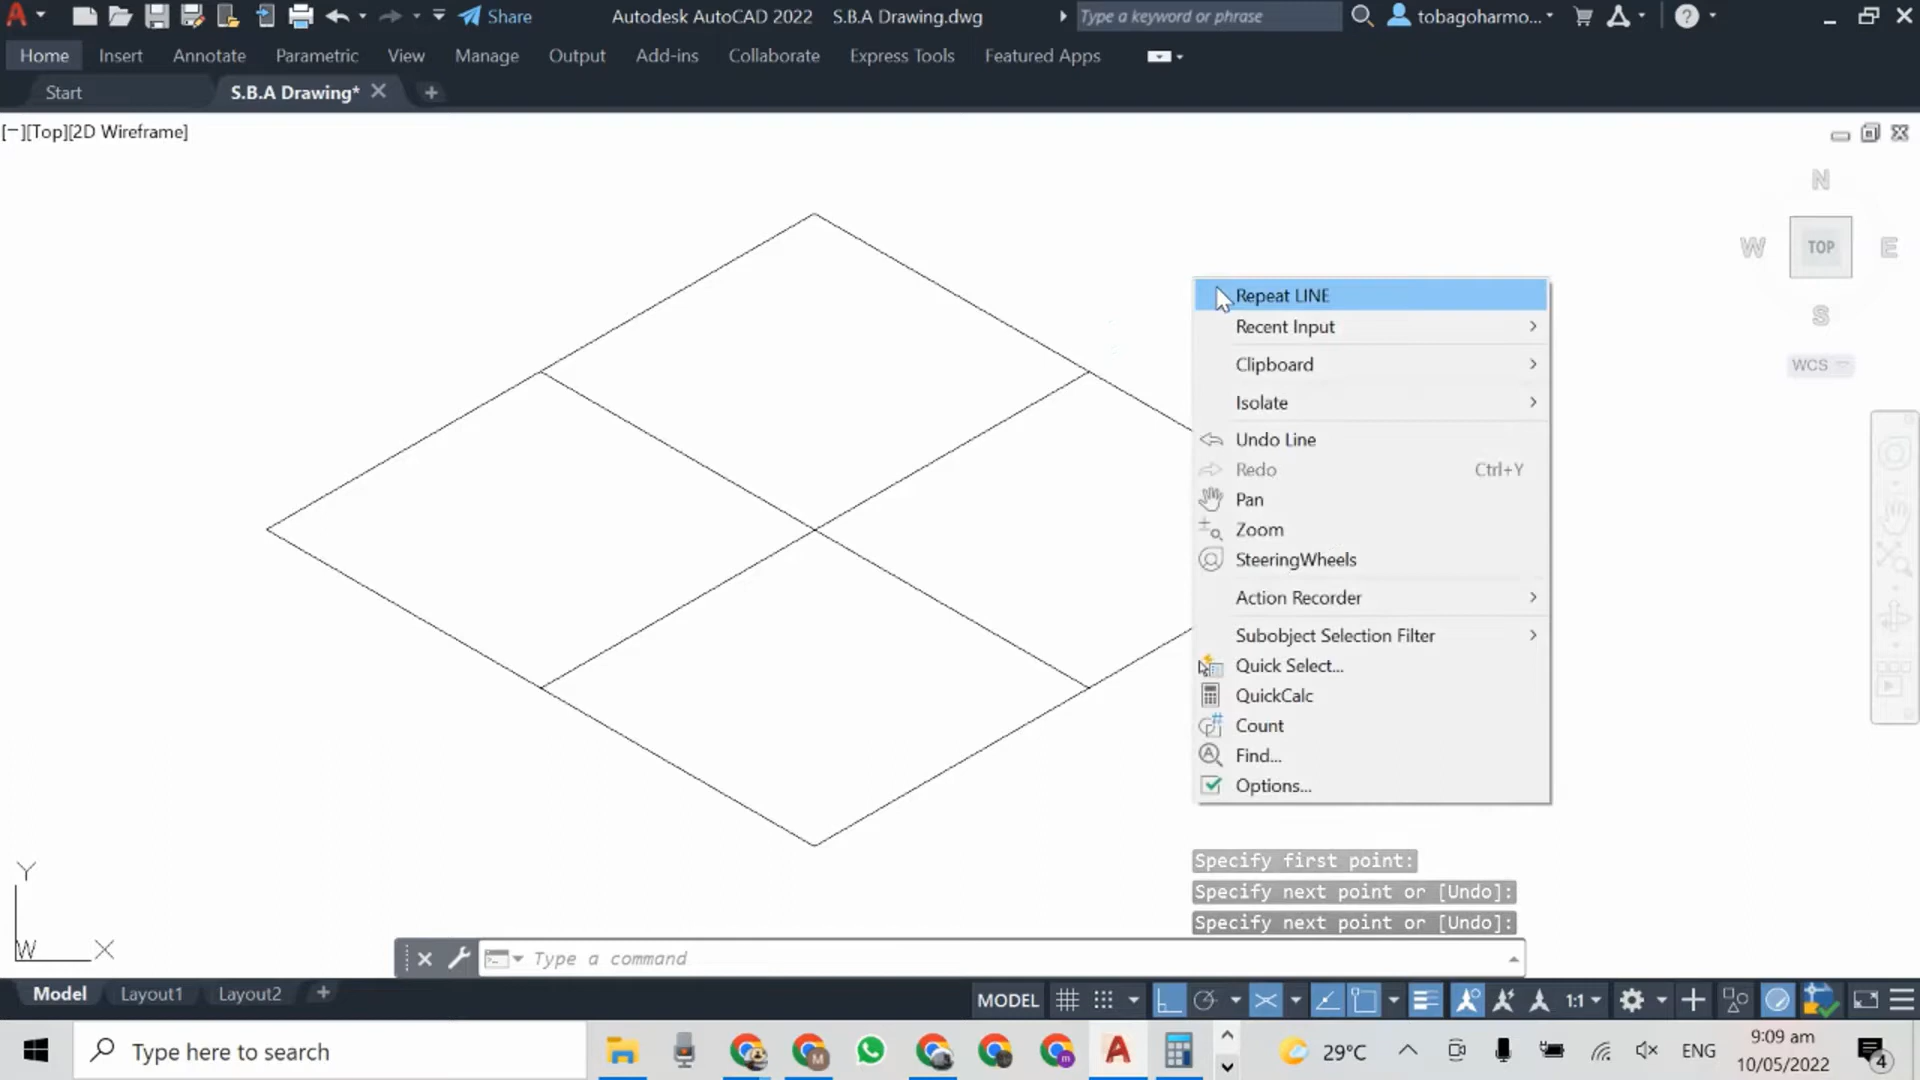 Share
Autodesk AutoCAD 2022 S.B.A Drawing.dwg
Type a keyword or phrase
tobagoharmo...
Home Insert Annotate Parametric View Manage Output Add-ins Collaborate Express Tools Featured Apps
Start S.B.A Drawing*
[−][Top][2D Wireframe]
N
W TOP E
S
WCS
Repeat LINE
Recent Input
Clipboard
Isolate
Undo Line
Redo Ctrl+Y
Pan
Zoom
SteeringWheels
Action Recorder
Subobject Selection Filter
Quick Select...
QuickCalc
Count
Find...
Options...
Specify first point:
Specify next point or [Undo]:
Specify next point or [Undo]:
Y
W X
Type a command
Model Layout1 Layout2 +
MODEL 1:1
Type here to search
29°C
ENG
9:09 am
10/05/2022
4